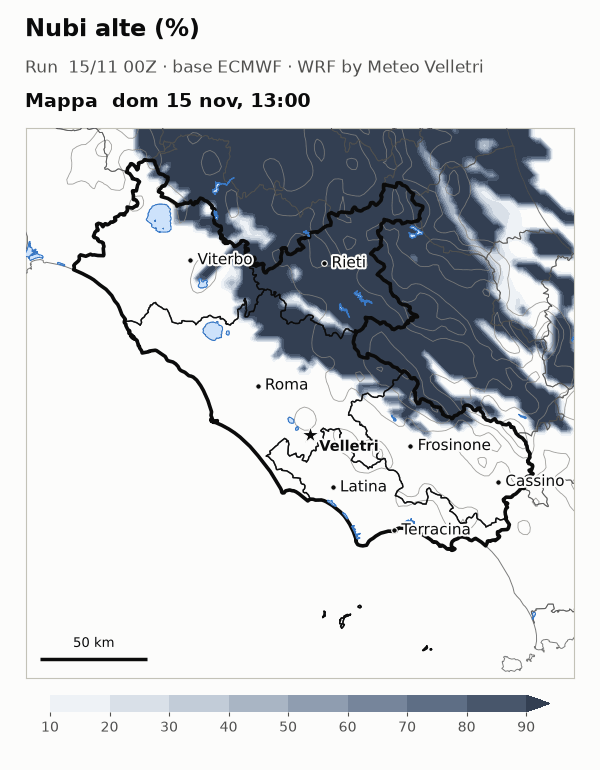 Nubi alte (%)
Run  15/11 00Z · base ECMWF · WRF by Meteo Velletri
Mappa  dom 15 nov, 13:00
Viterbo
Rieti
Roma
Velletri
Frosinone
Latina
Cassino
Terracina
50 km
10 20 30 40 50 60 70 80 90